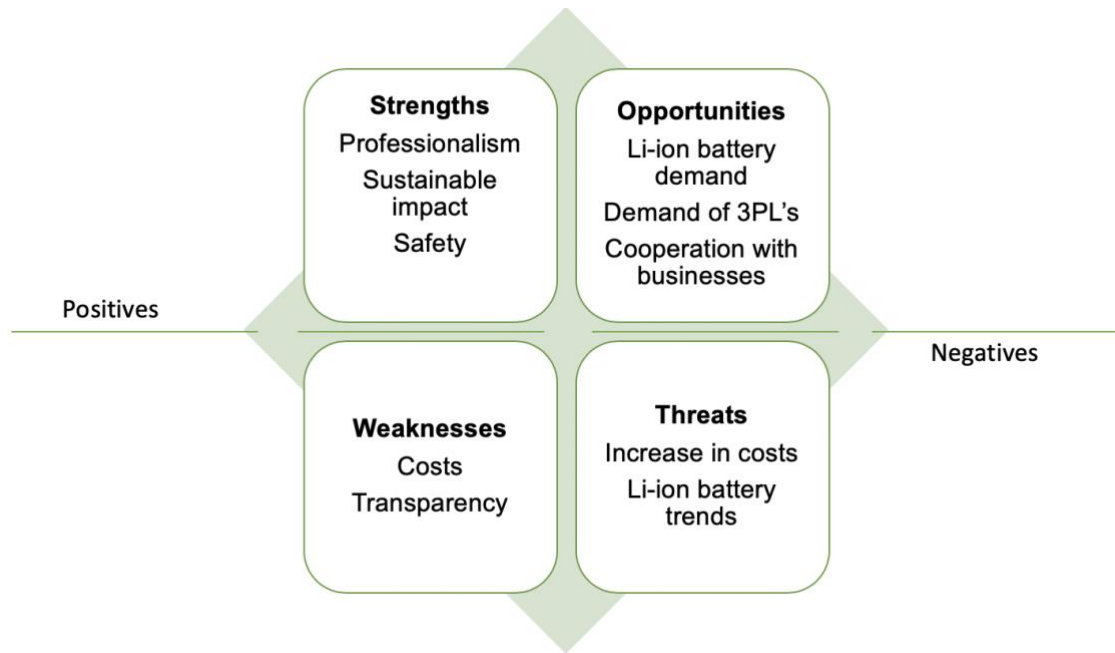 Strengths
Professionalism
Sustainable
impact
Safety
Opportunities
Li-ion battery
demand
Demand of 3PL’s
Cooperation with
businesses
Positives
Negatives
Weaknesses
Costs
Transparency
Threats
Increase in costs
Li-ion battery
trends